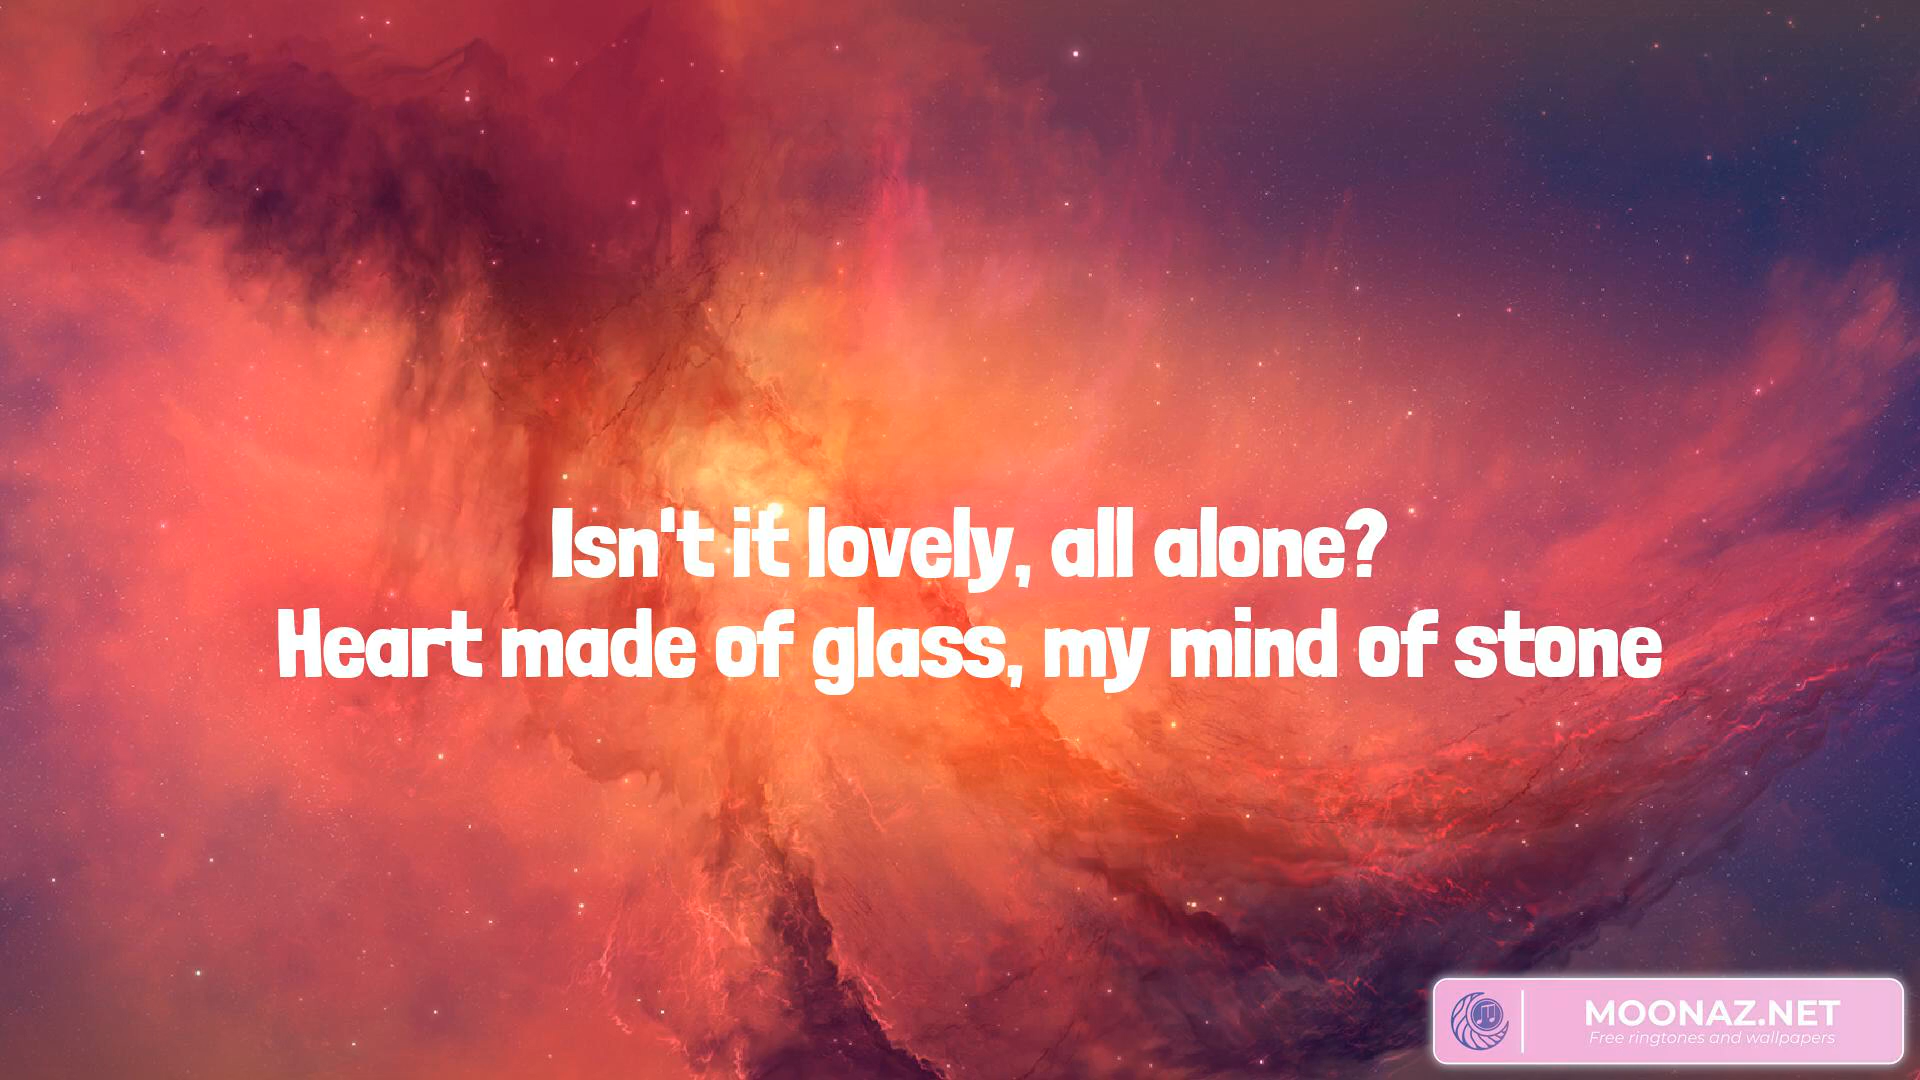 Isn't it lovely, all alone?
Heart made of glass, my mind of stone
MOONAZ.NET
Free ringtones and wallpapers